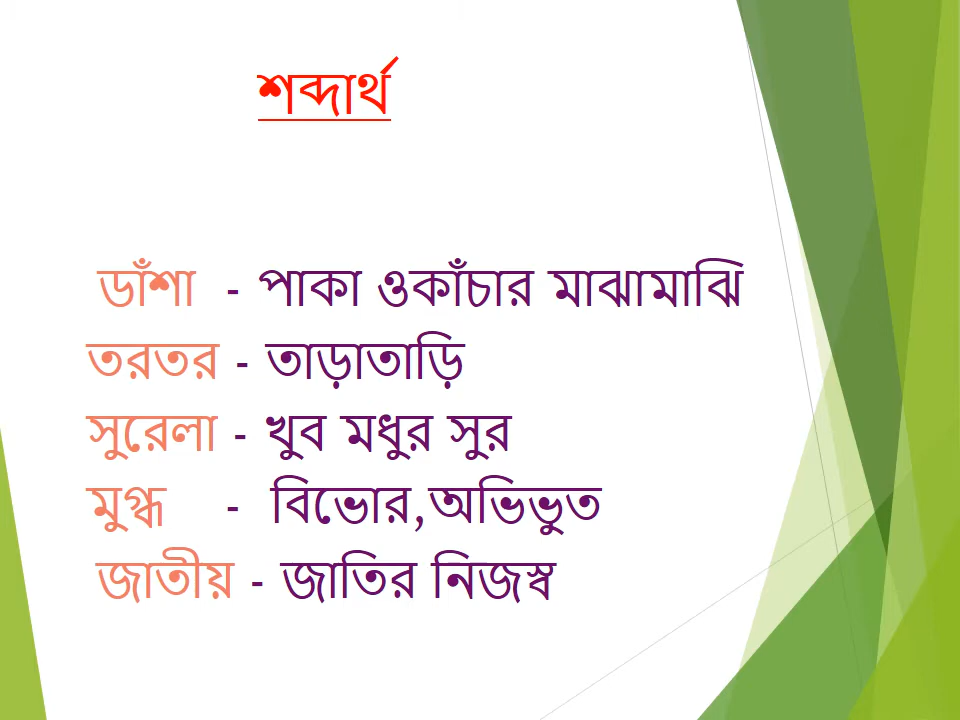 শব্দার্থ
ডাঁশা - পাকা ওকাঁচার মাঝামাঝি
তরতর - তাড়াতাড়ি
সুরেলা - খুব মধুর সুর
মুগ্ধ - বিভোর,অভিভুত
জাতীয় - জাতির নিজস্ব